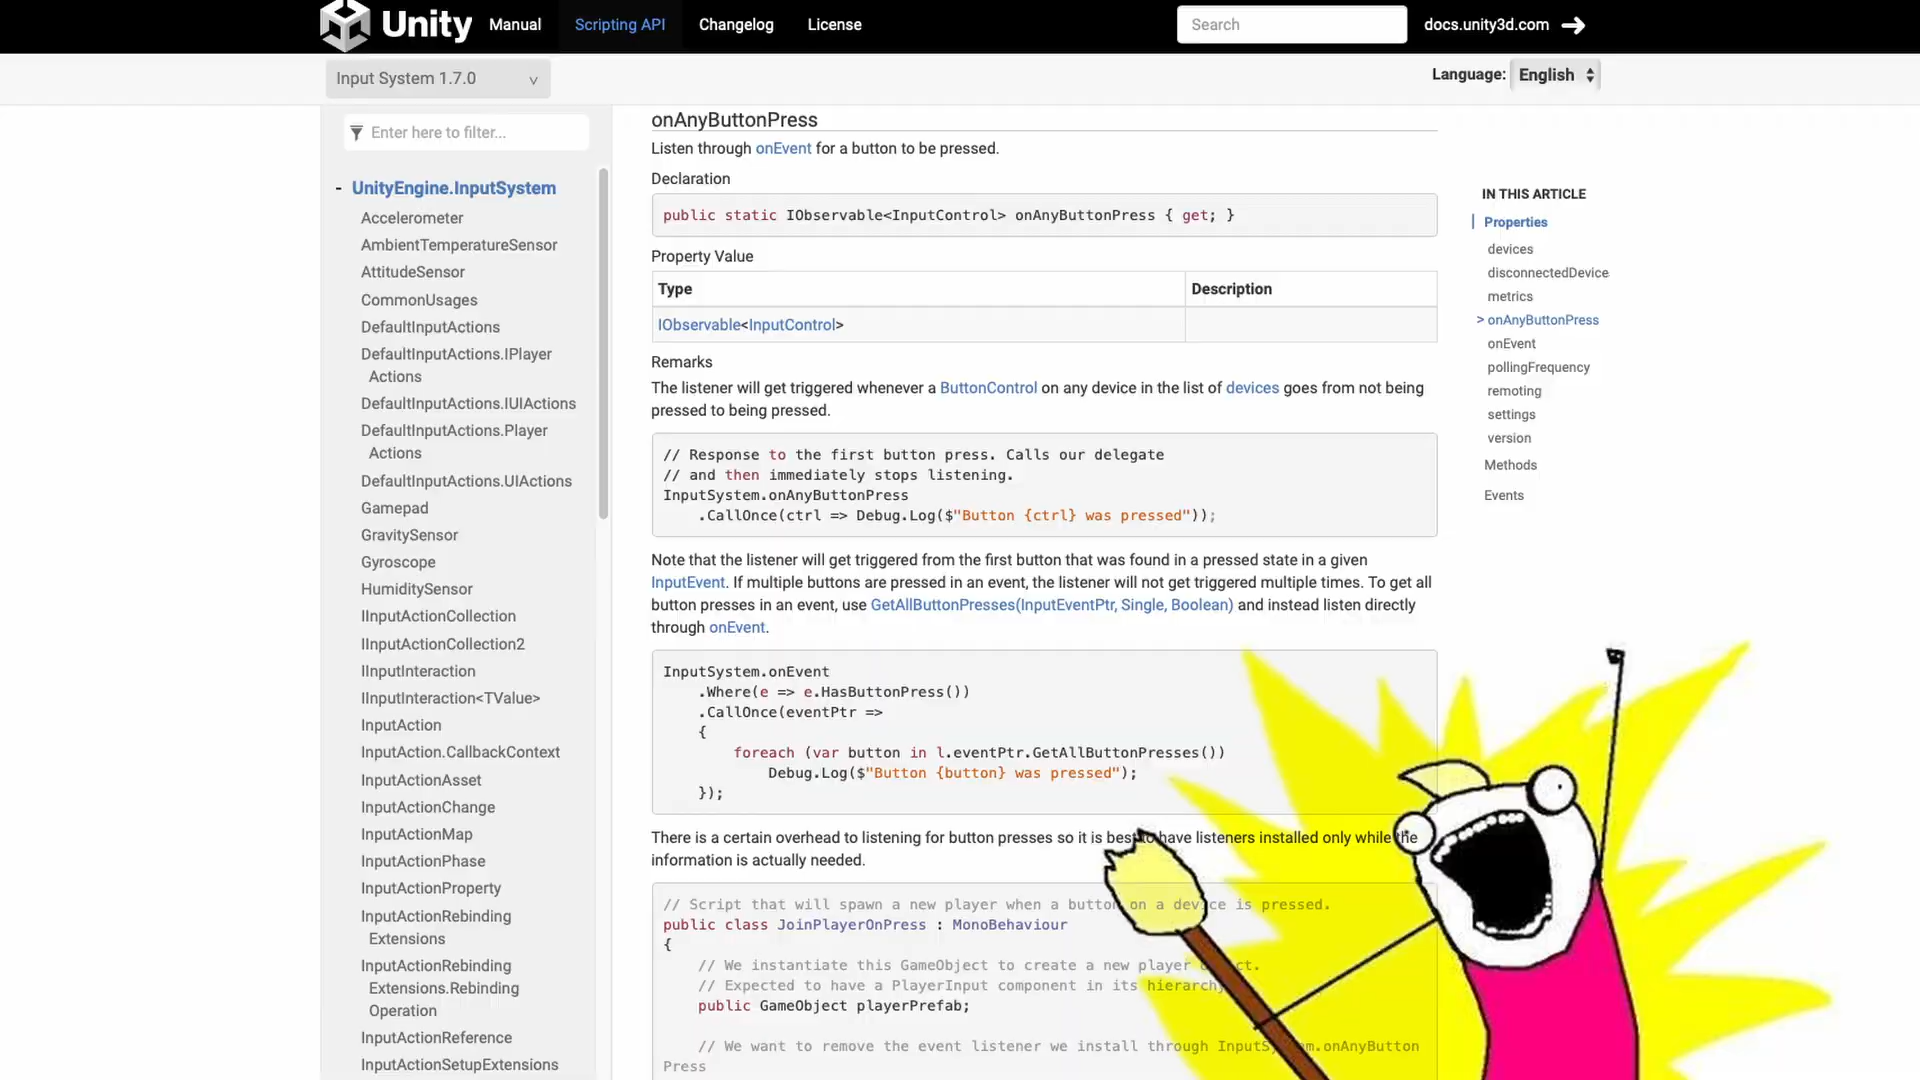 Unity
Manual
Scripting API
Changelog
License
Search
docs.unity3d.com
Input System 1.7.0
Language:
English
Enter here to filter...
- UnityEngine.InputSystem
Accelerometer
AmbientTemperatureSensor
AttitudeSensor
CommonUsages
DefaultInputActions
DefaultInputActions.IPlayer
Actions
DefaultInputActions.IUIActions
DefaultInputActions.Player
Actions
DefaultInputActions.UIActions
Gamepad
GravitySensor
Gyroscope
HumiditySensor
IInputActionCollection
IInputActionCollection2
IInputInteraction
IInputInteraction<TValue>
InputAction
InputAction.CallbackContext
InputActionAsset
InputActionChange
InputActionMap
InputActionPhase
InputActionProperty
InputActionRebinding
Extensions
InputActionRebinding
Extensions.Rebinding
Operation
InputActionReference
InputActionSetupExtensions
onAnyButtonPress
Listen through onEvent for a button to be pressed.
Declaration
public static IObservable<InputControl> onAnyButtonPress { get; }
Property Value
Type
Description
IObservable<InputControl>
Remarks
The listener will get triggered whenever a ButtonControl on any device in the list of devices goes from not being
pressed to being pressed.
// Response to the first button press. Calls our delegate
// and then immediately stops listening.
InputSystem.onAnyButtonPress
.CallOnce(ctrl => Debug.Log($"Button {ctrl} was pressed"));
Note that the listener will get triggered from the first button that was found in a pressed state in a given
InputEvent. If multiple buttons are pressed in an event, the listener will not get triggered multiple times. To get all
button presses in an event, use GetAllButtonPresses(InputEventPtr, Single, Boolean) and instead listen directly
through onEvent.
InputSystem.onEvent
.Where(e => e.HasButtonPress())
.CallOnce(eventPtr =>
{
foreach (var button in l.eventPtr.GetAllButtonPresses())
Debug.Log($"Button {button} was pressed");
});
There is a certain overhead to listening for button presses so it is best to have listeners installed only while the
information is actually needed.
// Script that will spawn a new player when a button on a device is pressed.
public class JoinPlayerOnPress : MonoBehaviour
{
// We instantiate this GameObject to create a new player
// Expected to have a PlayerInput component in its hierarchy
public GameObject playerPrefab;
// We want to remove the event listener we install through InputSystem.onAnyButton
Press
IN THIS ARTICLE
Properties
devices
disconnectedDevice
metrics
> onAnyButtonPress
onEvent
pollingFrequency
remoting
settings
version
Methods
Events